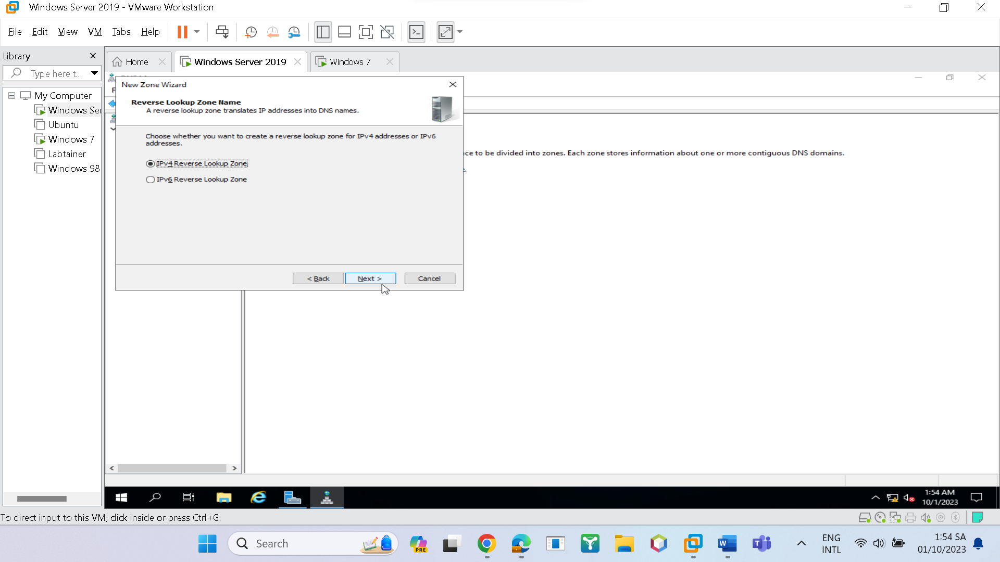 Windows Server 2019 - VMware Workstation
File Edit View VM Tabs Help
Library
Home
Windows Server 2019
Windows 7
Type here t...
My Computer
Windows Ser
Ubuntu
Windows 7
Labtainer
Windows 98
New Zone Wizard
Reverse Lookup Zone Name
A reverse lookup zone translates IP addresses into DNS names.
Choose whether you want to create a reverse lookup zone for IPv4 addresses or IPv6
addresses.
IPv4 Reverse Lookup Zone
IPv6 Reverse Lookup Zone
< Back
Next >
Cancel
ce to be divided into zones. Each zone stores information about one or more contiguous DNS domains.
1:54 AM
10/1/2023
To direct input to this VM, click inside or press Ctrl+G.
Search
PRE
ENG
INTL
1:54 SA
01/10/2023